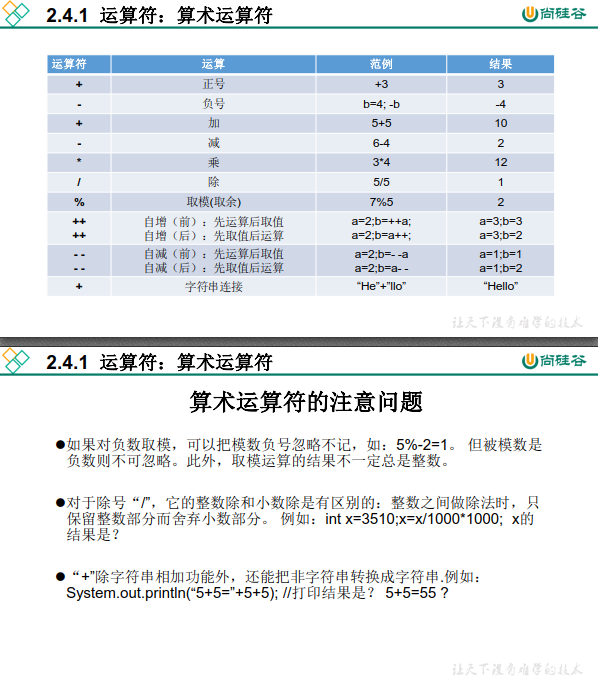 2.4.1 运算符：算术运算符
尚硅谷
运算符 运算 范例 结果
+ 正号 +3 3
- 负号 b=4; -b -4
+ 加 5+5 10
- 减 6-4 2
* 乘 3*4 12
/ 除 5/5 1
% 取模(取余) 7%5 2
++ 自增（前）：先运算后取值 a=2;b=++a; a=3;b=3
++ 自增（后）：先取值后运算 a=2;b=a++; a=3;b=2
- - 自减（前）：先运算后取值 a=2;b=- -a a=1;b=1
- - 自减（后）：先取值后运算 a=2;b=a- - a=1;b=2
+ 字符串连接 “He”+”llo” “Hello”
让天下没有难学的技术
2.4.1 运算符：算术运算符
尚硅谷
算术运算符的注意问题
●如果对负数取模，可以把模数负号忽略不记，如：5%-2=1。 但被模数是
负数则不可忽略。此外，取模运算的结果不一定总是整数。
●对于除号“/”，它的整数除和小数除是有区别的：整数之间做除法时，只
保留整数部分而舍弃小数部分。 例如：int x=3510;x=x/1000*1000; x的
结果是？
●“+”除字符串相加功能外，还能把非字符串转换成字符串.例如：
System.out.println(“5+5=”+5+5); //打印结果是？ 5+5=55 ?
让天下没有难学的技术